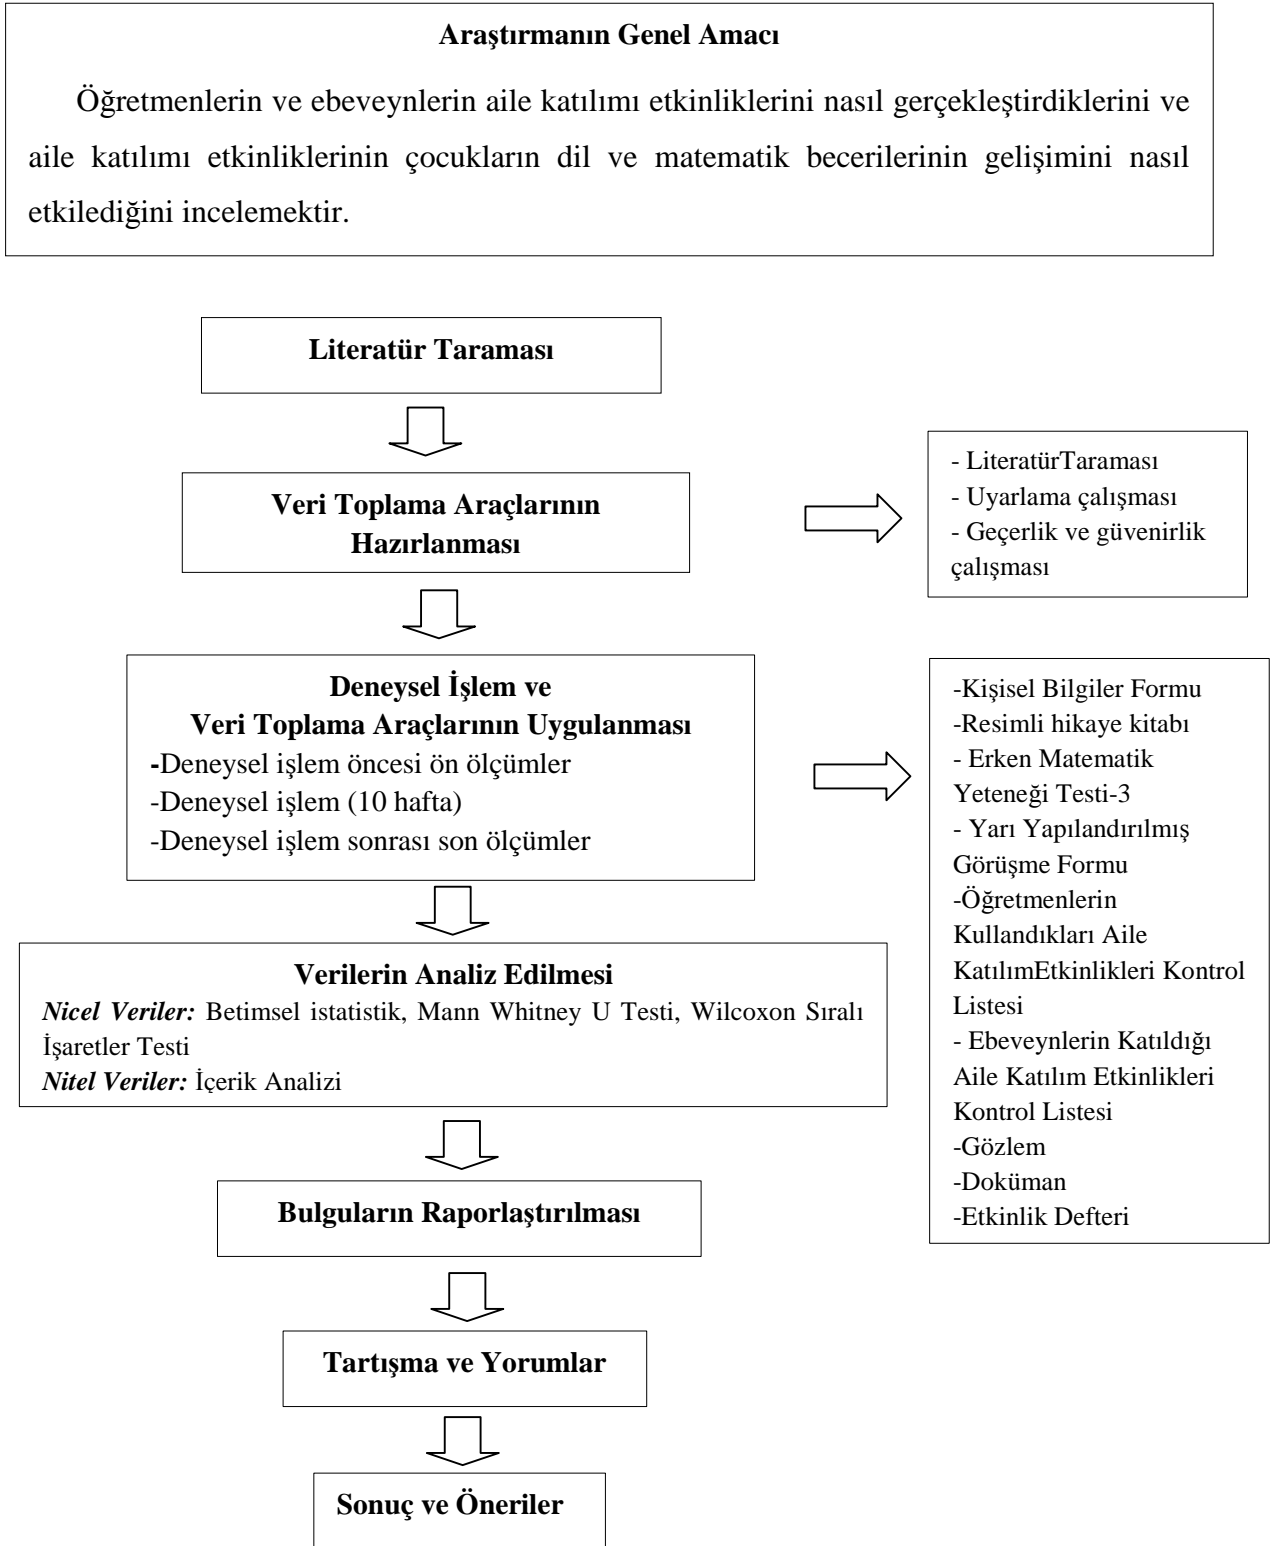 Araştırmanın Genel Amacı
Öğretmenlerin ve ebeveynlerin aile katılımı etkinliklerini nasıl gerçekleştirdiklerini ve
aile katılımı etkinliklerinin çocukların dil ve matematik becerilerinin gelişimini nasıl
etkilediğini incelemektir.
Literatür Taraması
Veri Toplama Araçlarının
Hazırlanması
- LiteratürTaraması
- Uyarlama çalışması
- Geçerlik ve güvenirlik
çalışması
Deneysel İşlem ve
Veri Toplama Araçlarının Uygulanması
-Deneysel işlem öncesi ön ölçümler
-Deneysel işlem (10 hafta)
-Deneysel işlem sonrası son ölçümler
-Kişisel Bilgiler Formu
-Resimli hikaye kitabı
- Erken Matematik
Yeteneği Testi-3
- Yarı Yapılandırılmış
Görüşme Formu
-Öğretmenlerin
Kullandıkları Aile
KatılımEtkinlikleri Kontrol
Listesi
- Ebeveynlerin Katıldığı
Aile Katılım Etkinlikleri
Kontrol Listesi
-Gözlem
-Doküman
-Etkinlik Defteri
Verilerin Analiz Edilmesi
Nicel Veriler: Betimsel istatistik, Mann Whitney U Testi, Wilcoxon Sıralı
İşaretler Testi
Nitel Veriler: İçerik Analizi
Bulguların Raporlaştırılması
Tartışma ve Yorumlar
Sonuç ve Öneriler